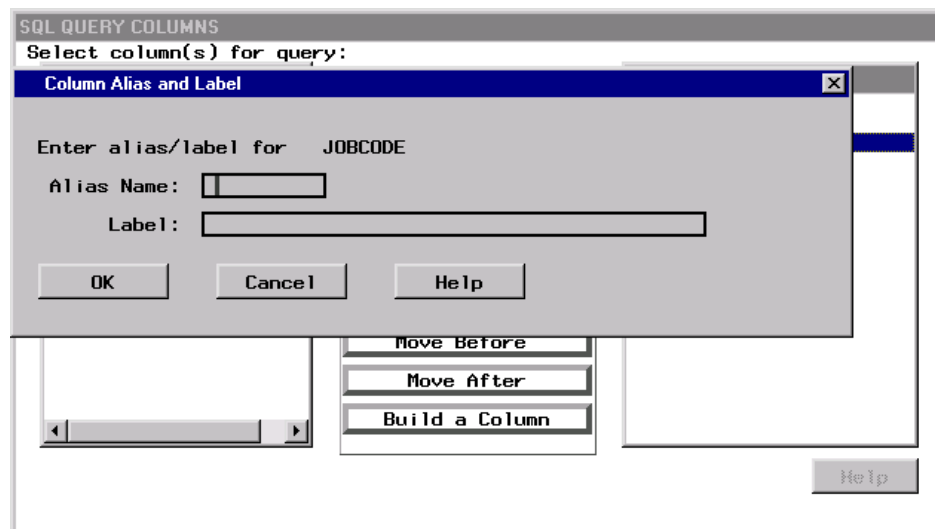 SQL QUERY COLUMNS
Select column(s) for query:
Column Alias and Label
Enter alias/label for JOBCODE
Alias Name:
Label:
OK Cancel Help
Move Before
Move After
Build a Column
Help